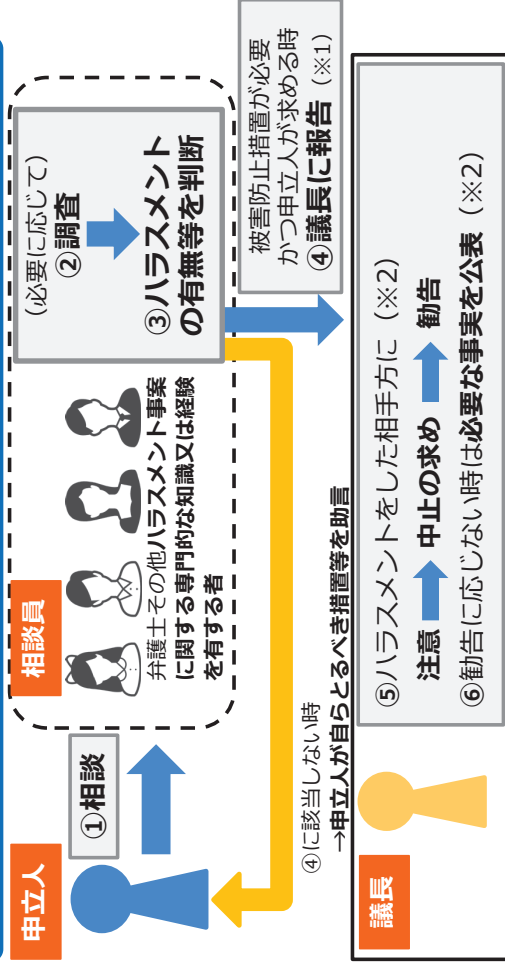 申立人
①相談
相談員
弁護士その他ハラスメント事案
に関する専門的な知識又は経験
を有する者
(必要に応じて)
②調査
③ハラスメント
の有無等を判断
被害防止措置が必要
かつ申立人が求める時
④議長に報告(※1)
④に該当しない時
→申立人が自らとるべき措置等を助言
議長
⑤ハラスメントをした相手方に(※2)
注意 中止の求め 勧告
⑥勧告に応じない時は必要な事実を公表(※2)